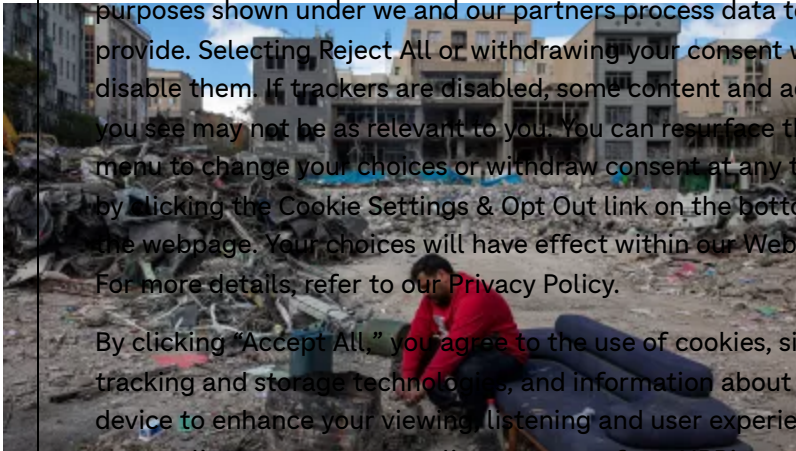 purposes shown under we and our partners process data to
provide. Selecting Reject All or withdrawing your consent
disable them. If trackers are disabled, some content and
you see may not be as relevant to you. You can resurface
menu to change your choices or withdraw consent at any
by clicking the Cookie Settings & Opt Out link on the
the webpage. Your choices will have effect within our
For more details, refer to our Privacy Policy.
By clicking “Accept All,” you agree to the use of cookies,
tracking and storage technologies, and information about
device to enhance your viewing, listening and user